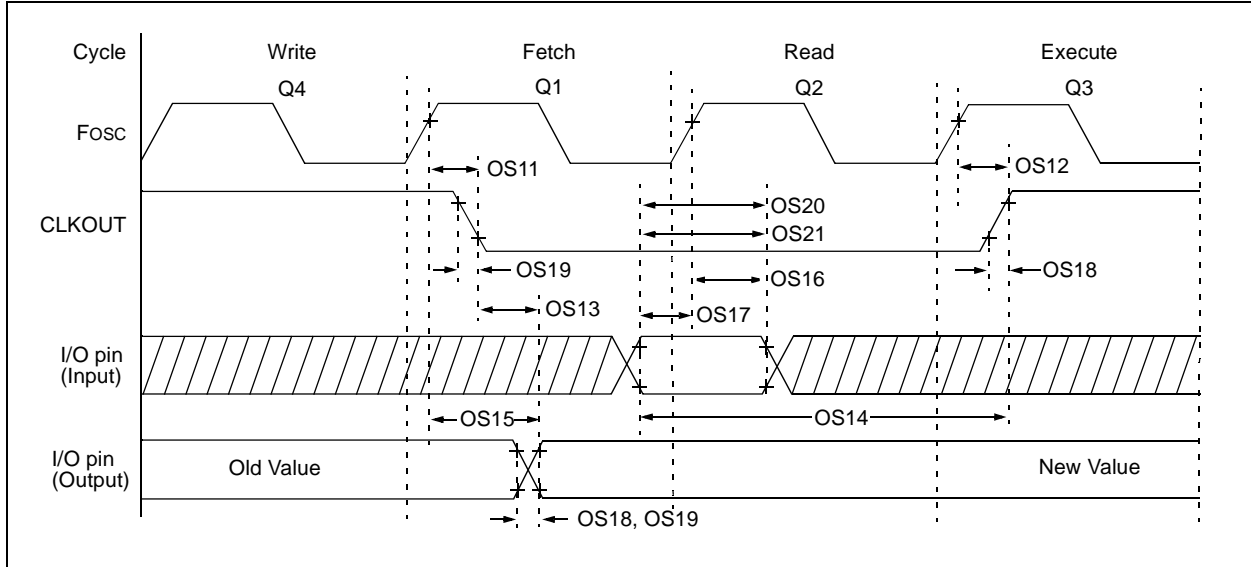 Cycle Write Fetch Read Execute
Q4 Q1 Q2 Q3
FOSC
OS11 OS12
CLKOUT
OS20
OS21
OS19 OS16 OS18
OS13 OS17
I/O pin
(Input)
OS15 OS14
I/O pin
(Output)
Old Value New Value
OS18, OS19